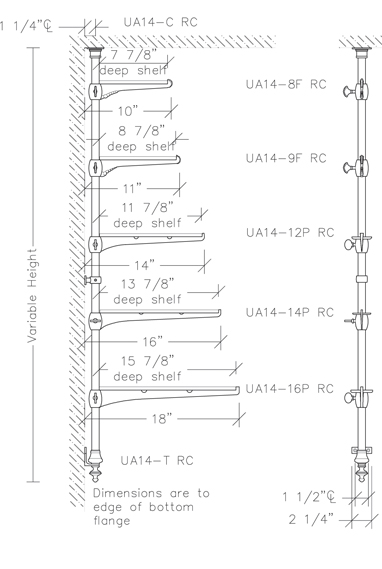 1 1/4"℄
UA14-C RC
7 7/8"
deep shelf
UA14-8F RC
10"
8 7/8"
deep shelf
UA14-9F RC
11"
11 7/8"
deep shelf
UA14-12P RC
14"
13 7/8"
deep shelf
UA14-14P RC
16"
15 7/8"
deep shelf
UA14-16P RC
18"
Variable Height
UA14-T RC
Dimensions are to
edge of bottom
flange
1 1/2"℄
2 1/4"